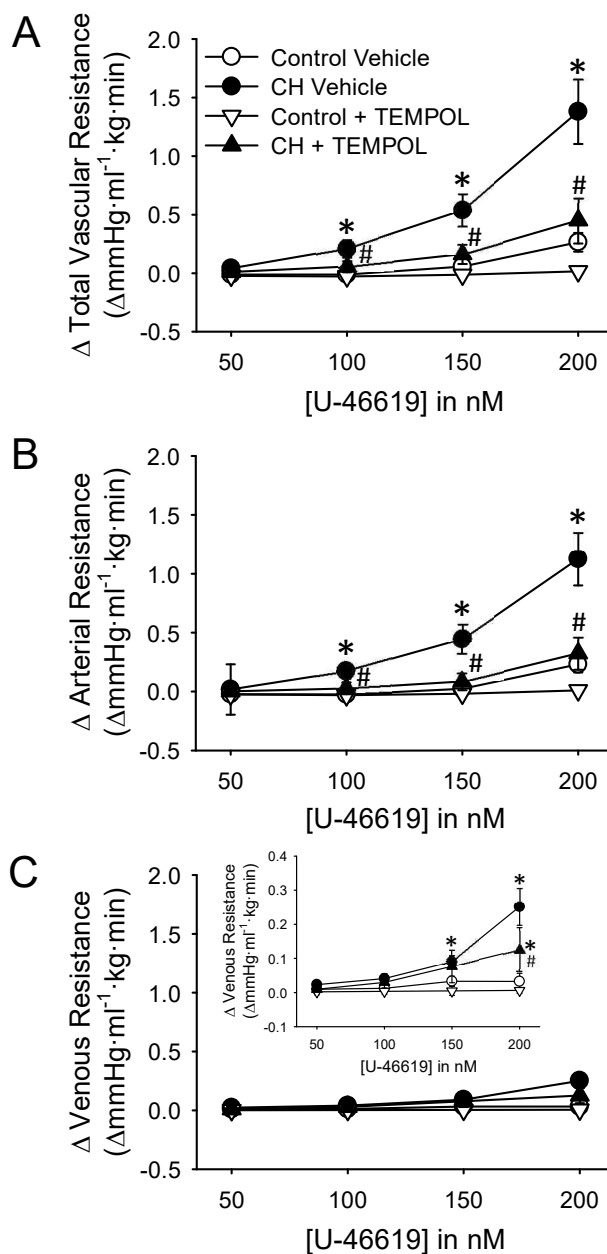 A
Δ Total Vascular Resistance
(ΔmmHg·ml⁻¹·kg·min)
2.0
1.5
1.0
0.5
0.0
-0.5
Control Vehicle
CH Vehicle
Control + TEMPOL
CH + TEMPOL
*
*
*
#
#
#
50 100 150 200
[U-46619] in nM
B
Δ Arterial Resistance
(ΔmmHg·ml⁻¹·kg·min)
2.0
1.5
1.0
0.5
0.0
-0.5
*
*
*
#
#
#
50 100 150 200
[U-46619] in nM
C
Δ Venous Resistance
(ΔmmHg·ml⁻¹·kg·min)
2.0
1.5
1.0
0.5
0.0
-0.5
Δ Venous Resistance
(ΔmmHg·ml⁻¹·kg·min)
0.4
0.3
0.2
0.1
0.0
-0.1
*
*
*
#
50 100 150 200
[U-46619] in nM
50 100 150 200
[U-46619] in nM